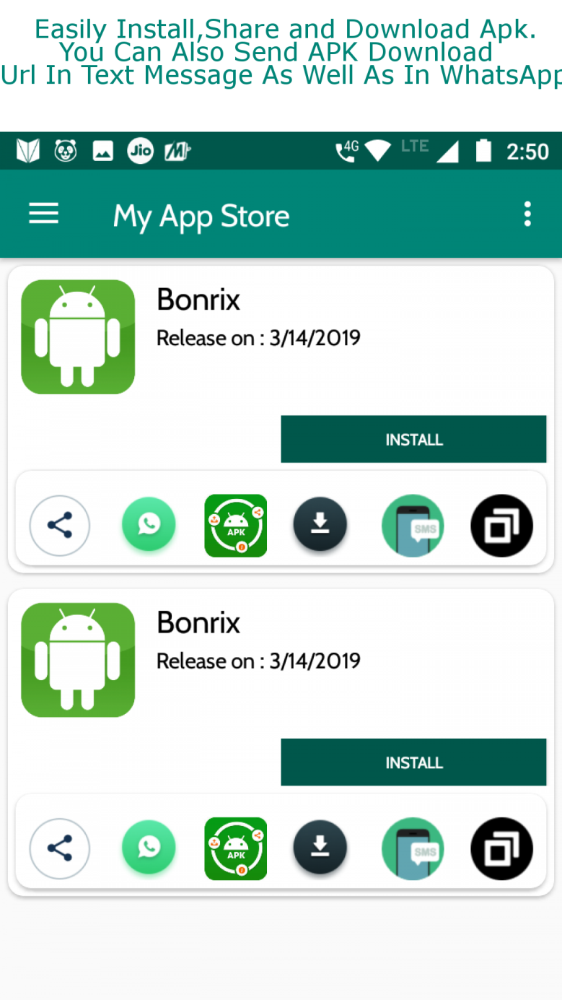 Easily Install,Share and Download Apk.
You Can Also Send APK Download
Url In Text Message As Well As In WhatsApp
Jio
4G
LTE
2:50
My App Store
Bonrix
Release on : 3/14/2019
INSTALL
APK
SMS
Bonrix
Release on : 3/14/2019
INSTALL
APK
SMS